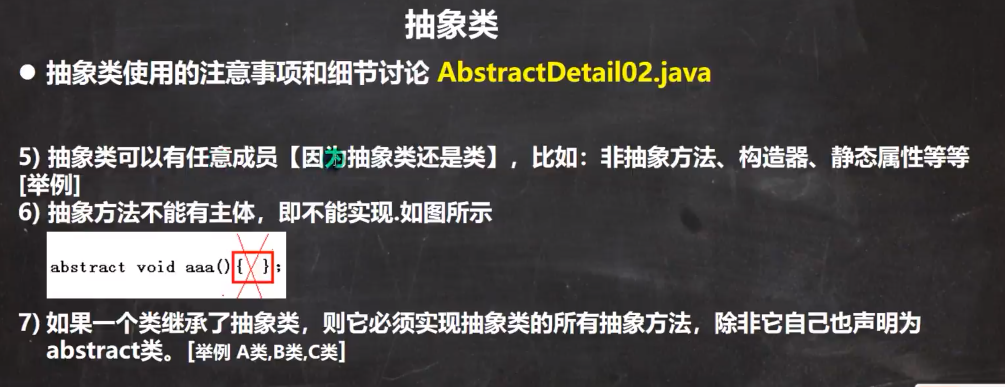 抽象类
● 抽象类使用的注意事项和细节讨论 AbstractDetail02.java
5) 抽象类可以有任意成员【因为抽象类还是类】，比如：非抽象方法、构造器、静态属性等等
[举例]
6) 抽象方法不能有主体，即不能实现.如图所示
abstract void aaa(){ };
7) 如果一个类继承了抽象类，则它必须实现抽象类的所有抽象方法，除非它自己也声明为
abstract类。[举例 A类,B类,C类]